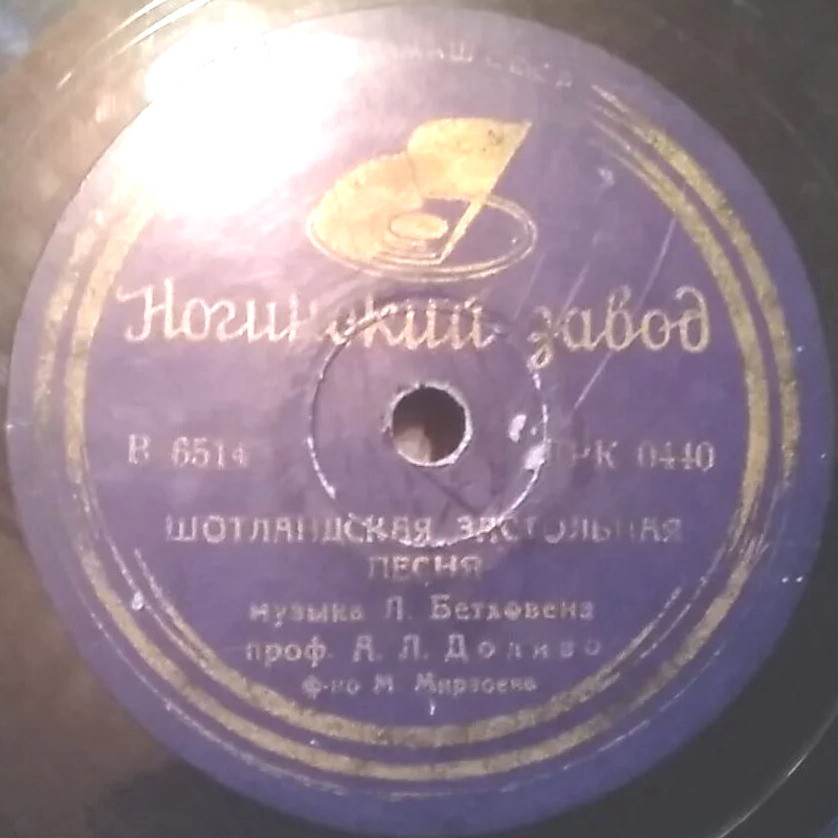 Ногинский завод
В 6514
0440
ШОТЛАНДСКАЯ ЗАСТОЛЬНАЯ
ПЕСНЯ
музыка Л. Бетховена
проф. А. Л. Доливо
ф-но М. Мирзоева